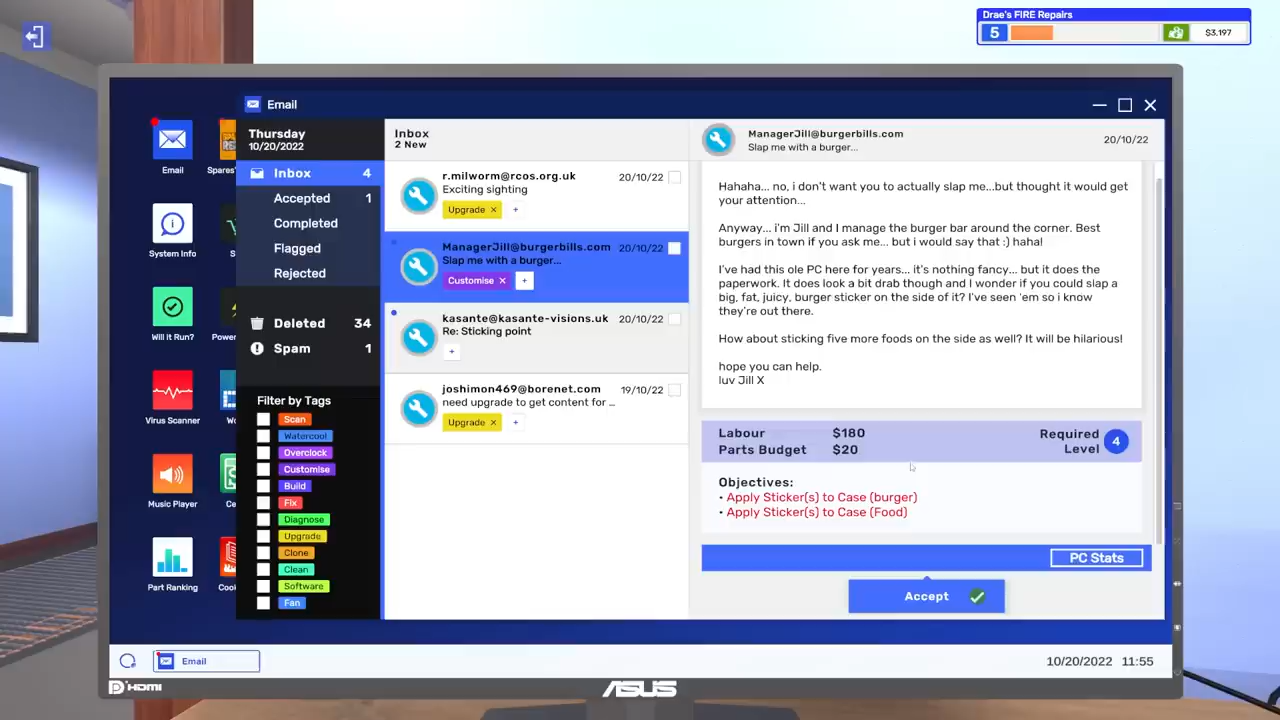 Drae's FiRE Repairs
5
$3.197
Email
Thursday
10/20/2022
Inbox 4
Accepted 1
Completed
Flagged
Rejected
Deleted 34
Spam 1
Filter by Tags
Scan
Watercool
Overclock
Customise
Build
Fix
Diagnose
Upgrade
Clone
Clean
Software
Fan
Email
Spares'
System Info
S
Will it Run?
Power
Virus Scanner
Wo
Music Player
Ce
Part Ranking
Cook
Inbox
2 New
r.milworm@rcos.org.uk 20/10/22
Exciting sighting
Upgrade × +
ManagerJill@burgerbills.com 20/10/22
Slap me with a burger...
Customise × +
kasante@kasante-visions.uk 20/10/22
Re: Sticking point
+
joshimon469@borenet.com 19/10/22
need upgrade to get content for ...
Upgrade × +
ManagerJill@burgerbills.com 20/10/22
Slap me with a burger...
Hahaha... no, i don't want you to actually slap me...but thought it would get
your attention...
Anyway... i'm Jill and I manage the burger bar around the corner. Best
burgers in town if you ask me... but i would say that :) haha!
I've had this ole PC here for years... it's nothing fancy... but it does the
paperwork. It does look a bit drab though and I wonder if you could slap a
big, fat, juicy, burger sticker on the side of it? I've seen 'em so i know
they're out there.
How about sticking five more foods on the side as well? It will be hilarious!
hope you can help.
luv Jill X
Labour $180
Parts Budget $20
Required
Level 4
Objectives:
• Apply Sticker(s) to Case (burger)
• Apply Sticker(s) to Case (Food)
PC Stats
Accept
Email
10/20/2022 11:55
HDMI
ASUS